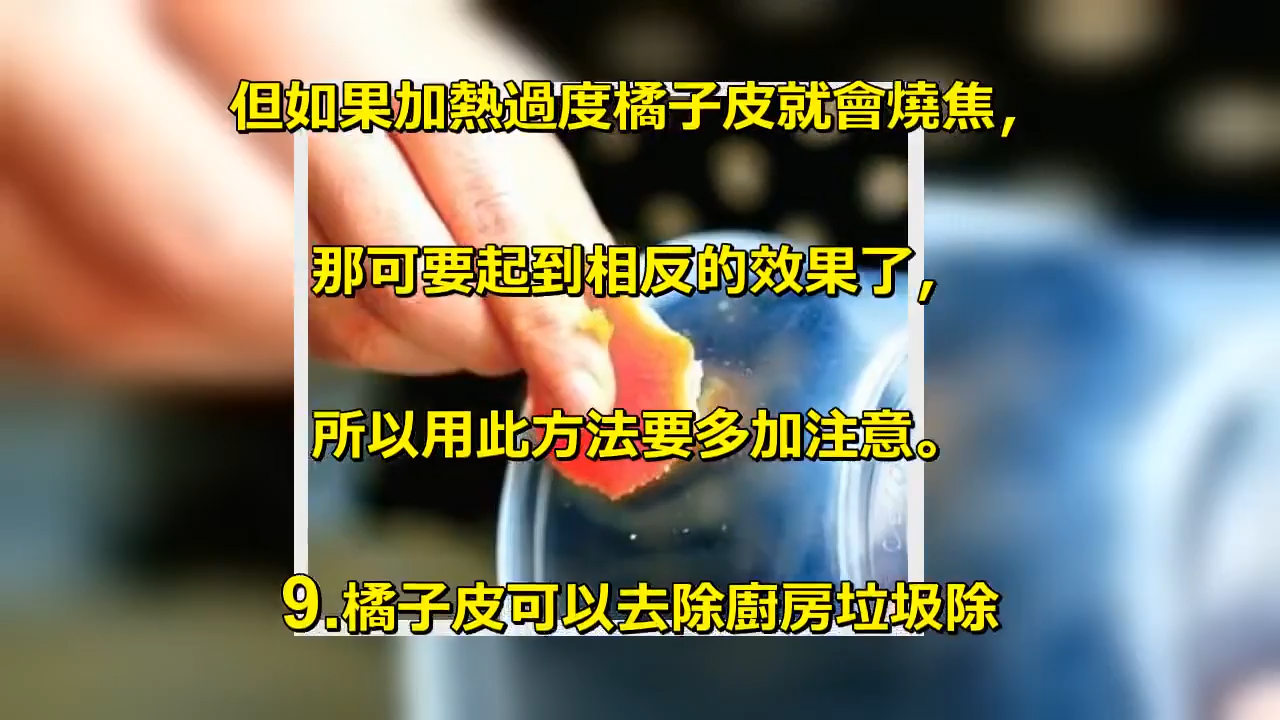 但如果加熱過度橘子皮就會燒焦，
那可要起到相反的效果了，
所以用此方法要多加注意。
9.橘子皮可以去除廚房垃圾除